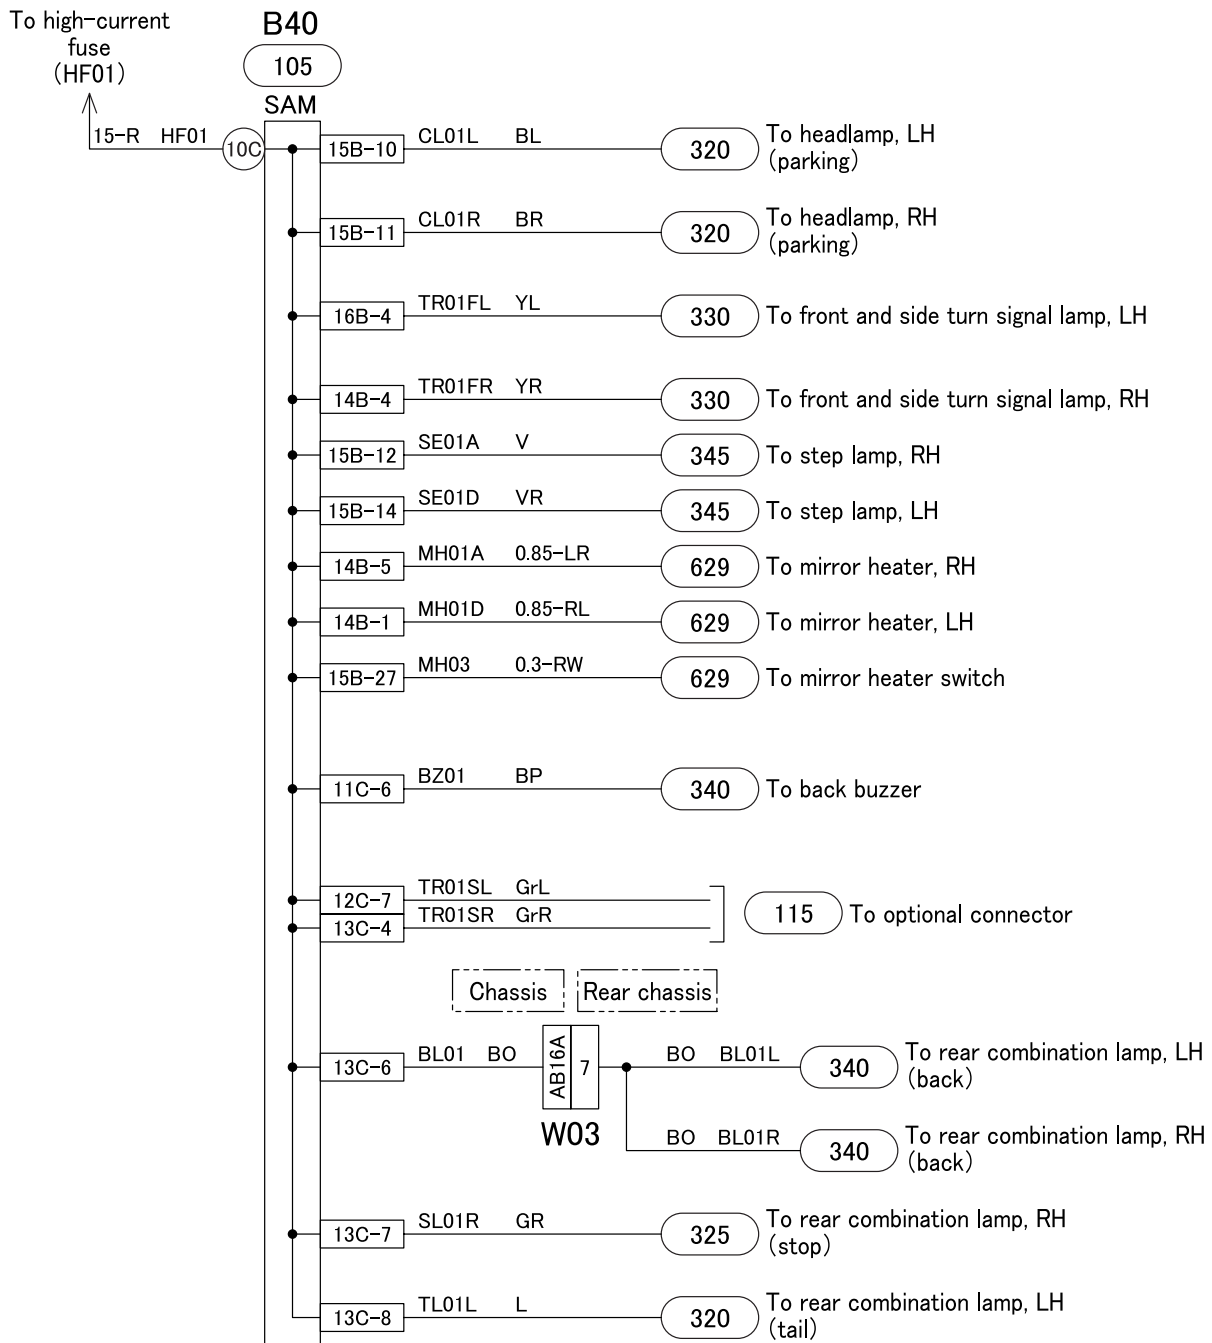 To high-current
fuse
(HF01)
B40
105
SAM
15-R HF01 10C
15B-10 CL01L BL 320 To headlamp, LH
(parking)
15B-11 CL01R BR 320 To headlamp, RH
(parking)
16B-4 TR01FL YL 330 To front and side turn signal lamp, LH
14B-4 TR01FR YR 330 To front and side turn signal lamp, RH
15B-12 SE01A V 345 To step lamp, RH
15B-14 SE01D VR 345 To step lamp, LH
14B-5 MH01A 0.85-LR 629 To mirror heater, RH
14B-1 MH01D 0.85-RL 629 To mirror heater, LH
15B-27 MH03 0.3-RW 629 To mirror heater switch
11C-6 BZ01 BP 340 To back buzzer
12C-7 TR01SL GrL
13C-4 TR01SR GrR
115 To optional connector
Chassis Rear chassis
13C-6 BL01 BO AB16A 7 BO BL01L 340 To rear combination lamp, LH
(back)
W03
BO BL01R 340 To rear combination lamp, RH
(back)
13C-7 SL01R GR 325 To rear combination lamp, RH
(stop)
13C-8 TL01L L 320 To rear combination lamp, LH
(tail)